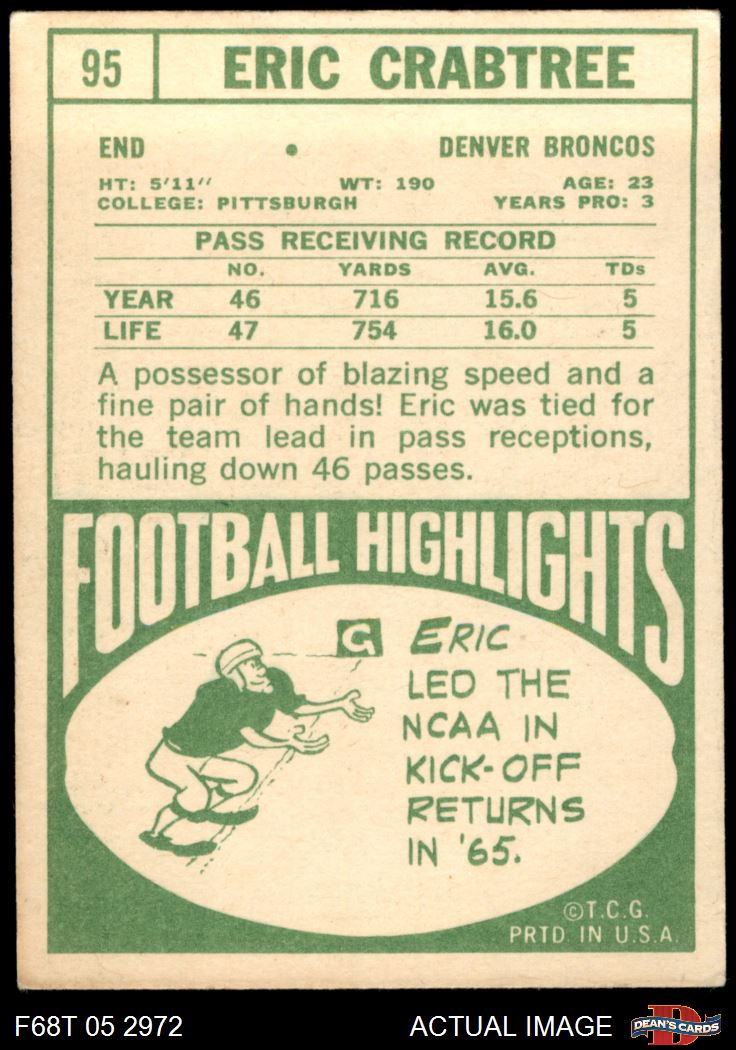 95 ERIC CRABTREE
END • DENVER BRONCOS
HT: 5'11" WT: 190 AGE: 23
COLLEGE: PITTSBURGH YEARS PRO: 3
PASS RECEIVING RECORD
NO. YARDS AVG. TDs
YEAR 46 716 15.6 5
LIFE 47 754 16.0 5
A possessor of blazing speed and a
fine pair of hands! Eric was tied for
the team lead in pass receptions,
hauling down 46 passes.
FOOTBALL HIGHLIGHTS
G
ERIC
LED THE
NCAA IN
KICK-OFF
RETURNS
IN '65.
©T.C.G.
PRTD IN U.S.A.
F68T 05 2972 ACTUAL IMAGE D DEAN'S CARDS